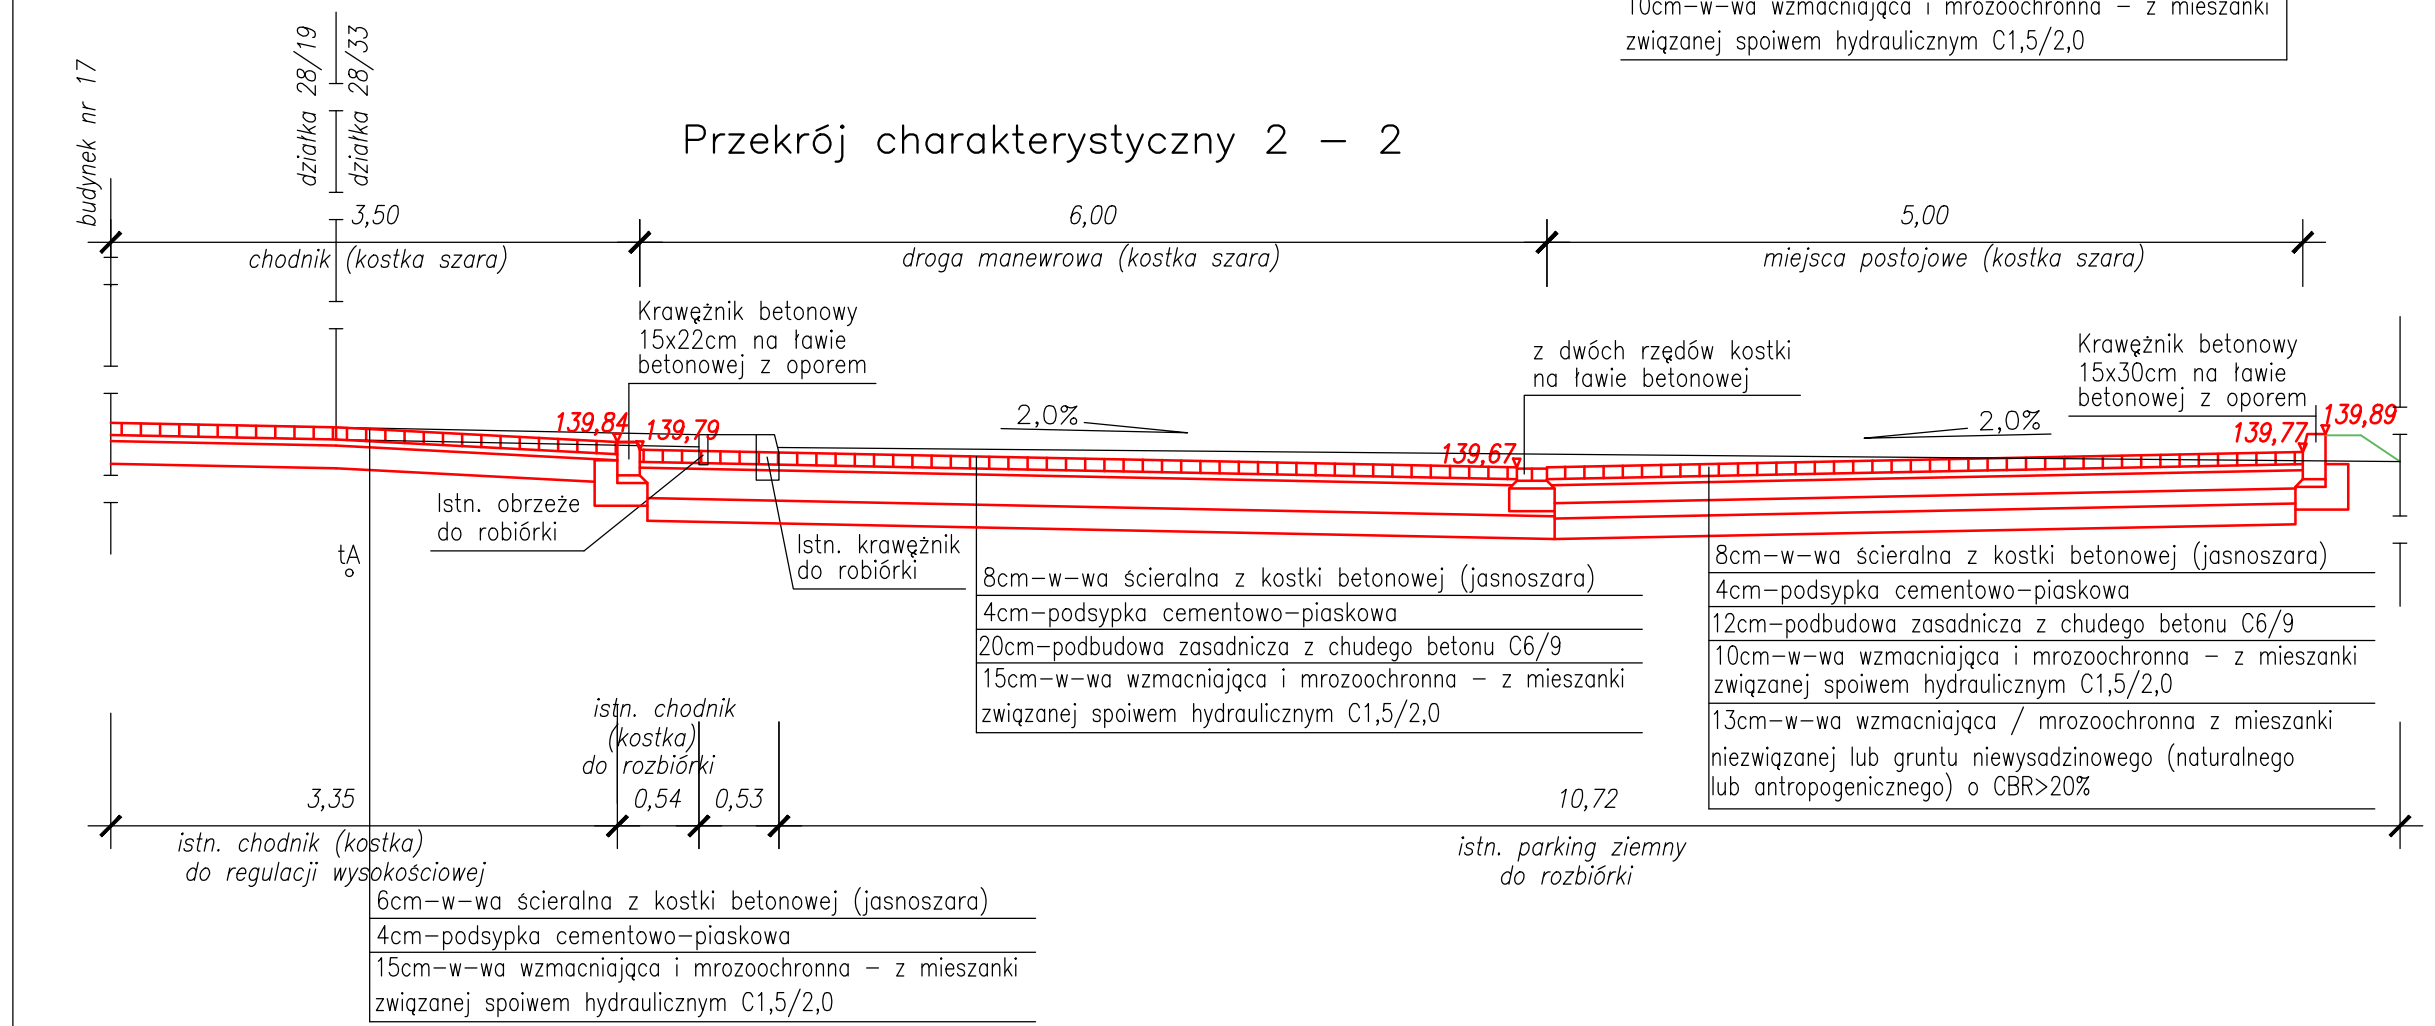 10cm-w-wa wzmacniająca i mrozoochronna - z mieszanki
związanej spoiwem hydraulicznym C1,5/2,0
budynek nr 17
działka 28/19
działka 28/33
Przekrój charakterystyczny 2 - 2
3,50
6,00
5,00
chodnik (kostka szara)
droga manewrowa (kostka szara)
miejsca postojowe (kostka szara)
Krawężnik betonowy
15x22cm na ławie
betonowej z oporem
z dwóch rzędów kostki
na ławie betonowej
Krawężnik betonowy
15x30cm na ławie
betonowej z oporem
139,84
139,79
2,0%
139,67
2,0%
139,77
139,89
Istn. obrzeże
do robiórki
tA
Istn. krawężnik
do robiórki
8cm-w-wa ścieralna z kostki betonowej (jasnoszara)
4cm-podsypka cementowo-piaskowa
20cm-podbudowa zasadnicza z chudego betonu C6/9
15cm-w-wa wzmacniająca i mrozoochronna - z mieszanki
związanej spoiwem hydraulicznym C1,5/2,0
8cm-w-wa ścieralna z kostki betonowej (jasnoszara)
4cm-podsypka cementowo-piaskowa
12cm-podbudowa zasadnicza z chudego betonu C6/9
10cm-w-wa wzmacniająca i mrozoochronna - z mieszanki
związanej spoiwem hydraulicznym C1,5/2,0
13cm-w-wa wzmacniająca / mrozoochronna z mieszanki
niezwiązanej lub gruntu niewysadzinowego (naturalnego
lub antropogenicznego) o CBR>20%
istn. chodnik
(kostka)
do rozbiórki
3,35
0,54
0,53
10,72
istn. chodnik (kostka)
do regulacji wysokościowej
istn. parking ziemny
do rozbiórki
6cm-w-wa ścieralna z kostki betonowej (jasnoszara)
4cm-podsypka cementowo-piaskowa
15cm-w-wa wzmacniająca i mrozoochronna - z mieszanki
związanej spoiwem hydraulicznym C1,5/2,0